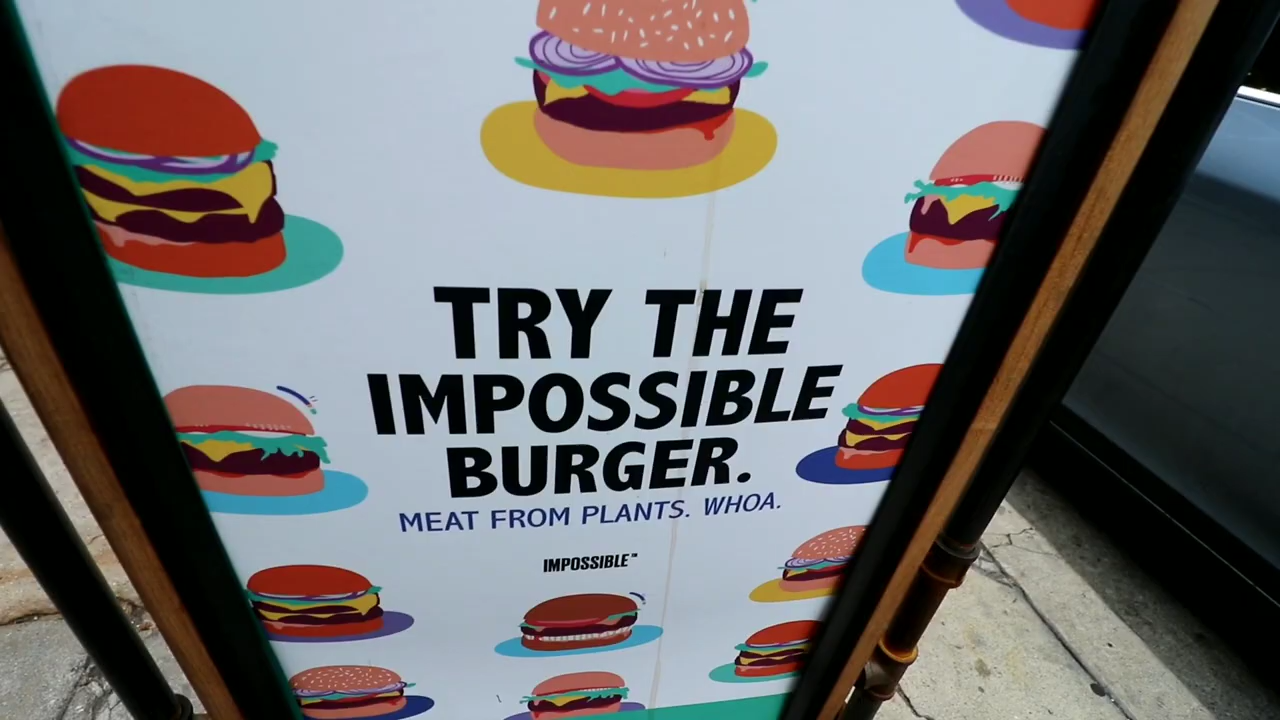 TRY THE
IMPOSSIBLE
BURGER.
MEAT FROM PLANTS. WHOA.
IMPOSSIBLE™